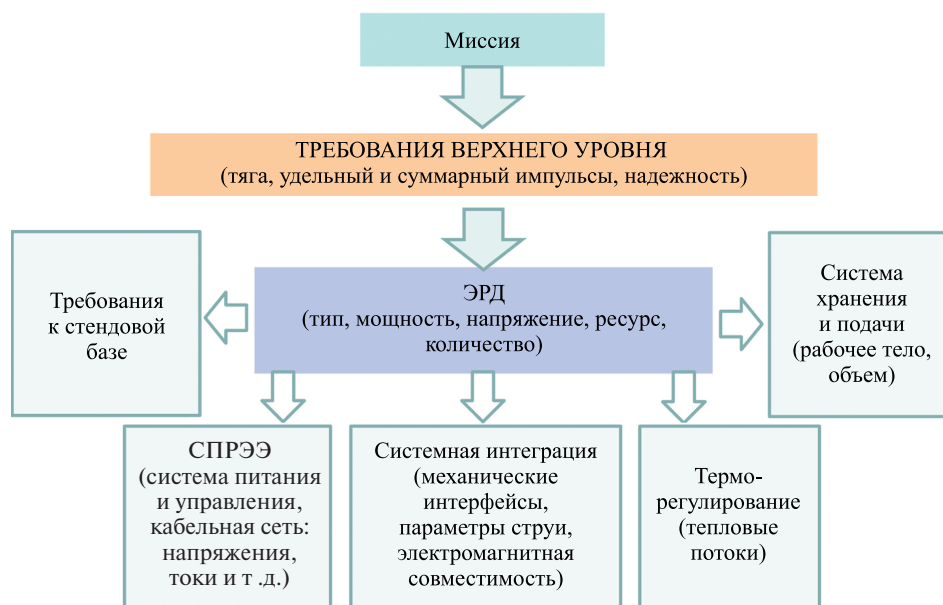 Миссия
ТРЕБОВАНИЯ ВЕРХНЕГО УРОВНЯ
(тяга, удельный и суммарный импульсы, надежность)
ЭРД
(тип, мощность, напряжение, ресурс,
количество)
Требования
к стендовой
базе
Система
хранения
и подачи
(рабочее тело,
объем)
СПРЭЭ
(система питания
и управления,
кабельная сеть:
напряжения,
токи и т .д.)
Системная интеграция
(механические
интерфейсы,
параметры струи,
электромагнитная
совместимость)
Термо-
регулирование
(тепловые
потоки)